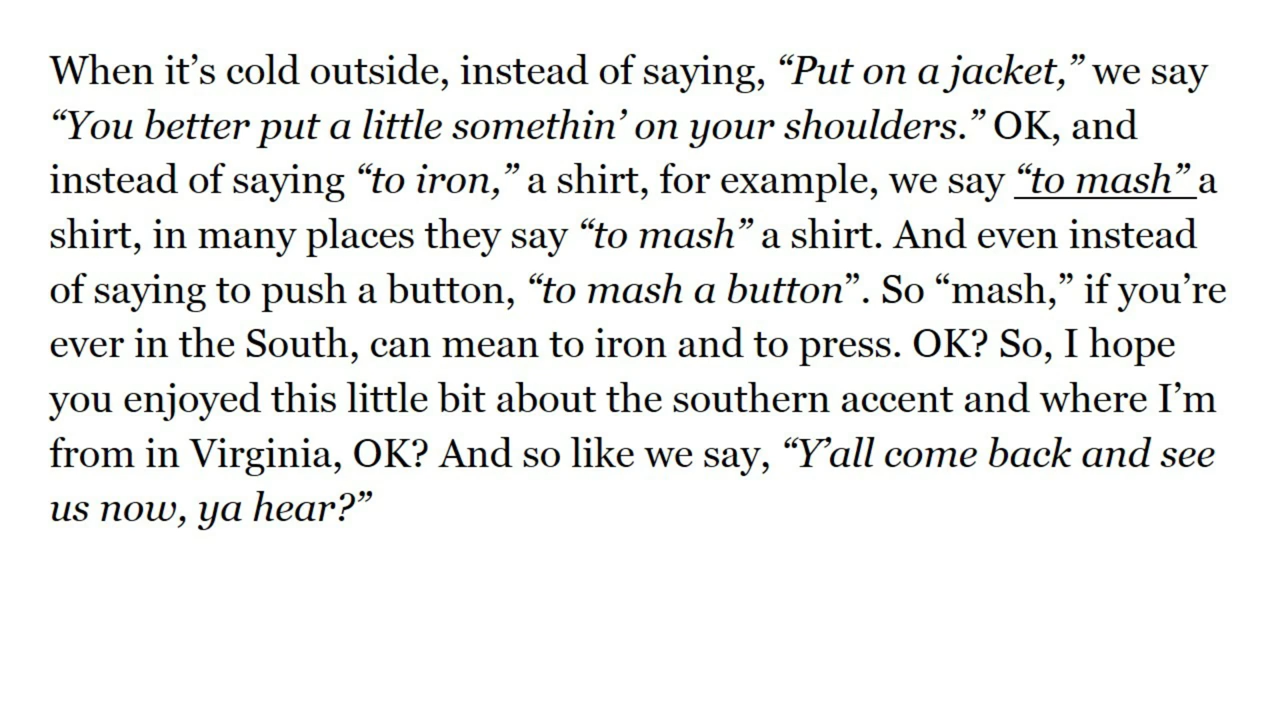 When it’s cold outside, instead of saying, “Put on a jacket,” we say
“You better put a little somethin’ on your shoulders.” OK, and
instead of saying “to iron,” a shirt, for example, we say “to mash” a
shirt, in many places they say “to mash” a shirt. And even instead
of saying to push a button, “to mash a button”. So “mash,” if you’re
ever in the South, can mean to iron and to press. OK? So, I hope
you enjoyed this little bit about the southern accent and where I’m
from in Virginia, OK? And so like we say, “Y’all come back and see
us now, ya hear?”